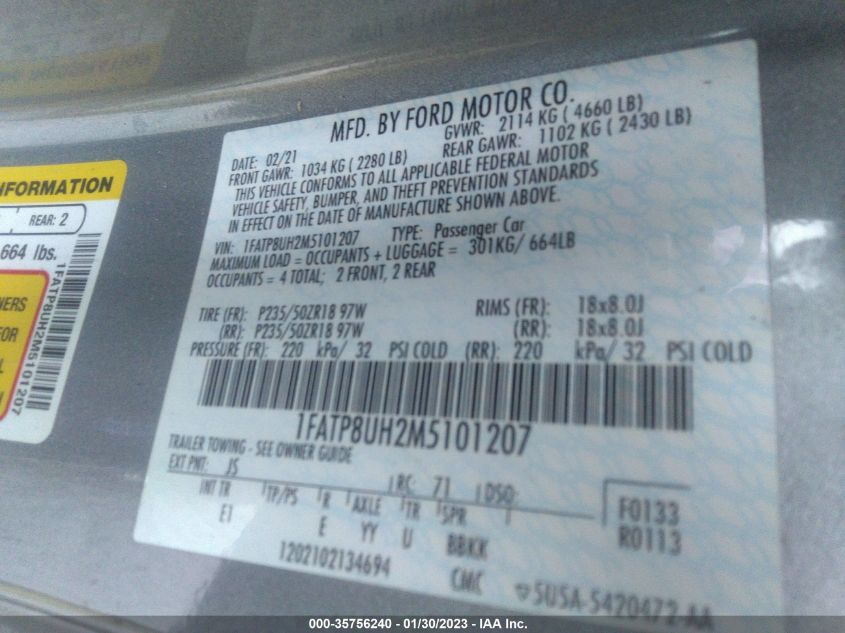 MFD. BY FORD MOTOR CO.
DATE: 02/21 GVWR: 2114 KG ( 4660 LB)
FRONT GAWR: 1034 KG ( 2280 LB) REAR GAWR: 1102 KG ( 2430 LB)
THIS VEHICLE CONFORMS TO ALL APPLICABLE FEDERAL MOTOR
VEHICLE SAFETY, BUMPER, AND THEFT PREVENTION STANDARDS
IN EFFECT ON THE DATE OF MANUFACTURE SHOWN ABOVE.
VIN: 1FATP8UH2M5101207 TYPE: Passenger Car
MAXIMUM LOAD = OCCUPANTS + LUGGAGE = 301KG/ 664LB
OCCUPANTS = 4 TOTAL; 2 FRONT, 2 REAR
TIRE (FR): P235/50ZR18 97W RIMS (FR): 18x8.0J
(RR): P235/50ZR18 97W (RR): 18x8.0J
PRESSURE (FR): 220 kPa/ 32 PSI COLD (RR): 220 kPa/ 32 PSI COLD
1FATP8UH2M5101207
TRAILER TOWING - SEE OWNER GUIDE
EXT PNT: JS RC: 71 DSO:
INT TR TP/PS R AXLE TR SPR
E1 E YY U BBKK
F0133
R0113
1202102134694 CMC 5U5A-5420472-AA
NFORMATION
REAR: 2
664 lbs.
NERS
FOR
AL
1FATP8UH2M5101207
000-35756240 - 01/30/2023 - IAA Inc.